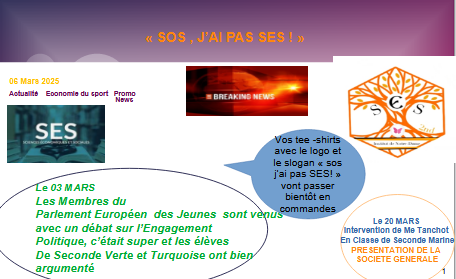 « SOS , J'AI PAS SES ! »
06 Mars 2025
Actualité Economie du sport Promo
News
BREAKING NEWS
SES
SES
2nd
Vos tee -shirts
avec le logo et
le slogan « sos
j'ai pas SES! »
vont passer
bientôt en
commandes
Le 03 MARS
Les Membres du
Parlement Européen des Jeunes sont venus
avec un débat sur l'Engagement
Politique, c'était super et les élèves
De Seconde Verte et Turquoise ont bien
argumenté
Le 20 MARS
Intervention de Me Tanchot
En Classe de Seconde Marine
PRESENTATION DE LA
SOCIETE GENERALE
1